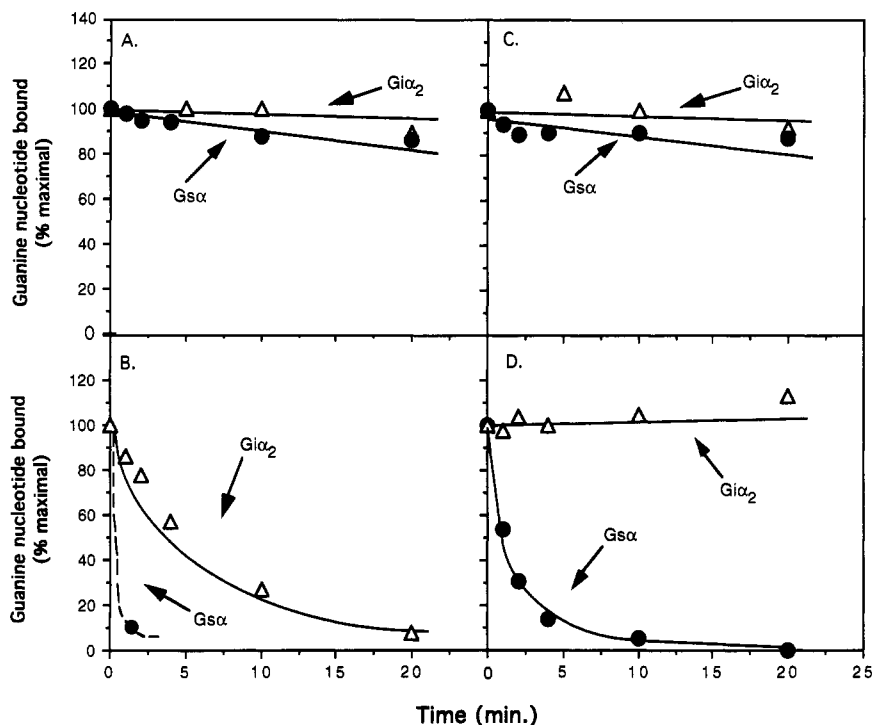 Guanine nucleotide bound
(% maximal)
140
120
100
80
60
40
20
0
A.
Giα2
Gsα
C.
Giα2
Gsα
Guanine nucleotide bound
(% maximal)
120
100
80
60
40
20
0
B.
Giα2
Gsα
D.
Giα2
Gsα
0 5 10 15 20 0 5 10 15 20 25
Time (min.)